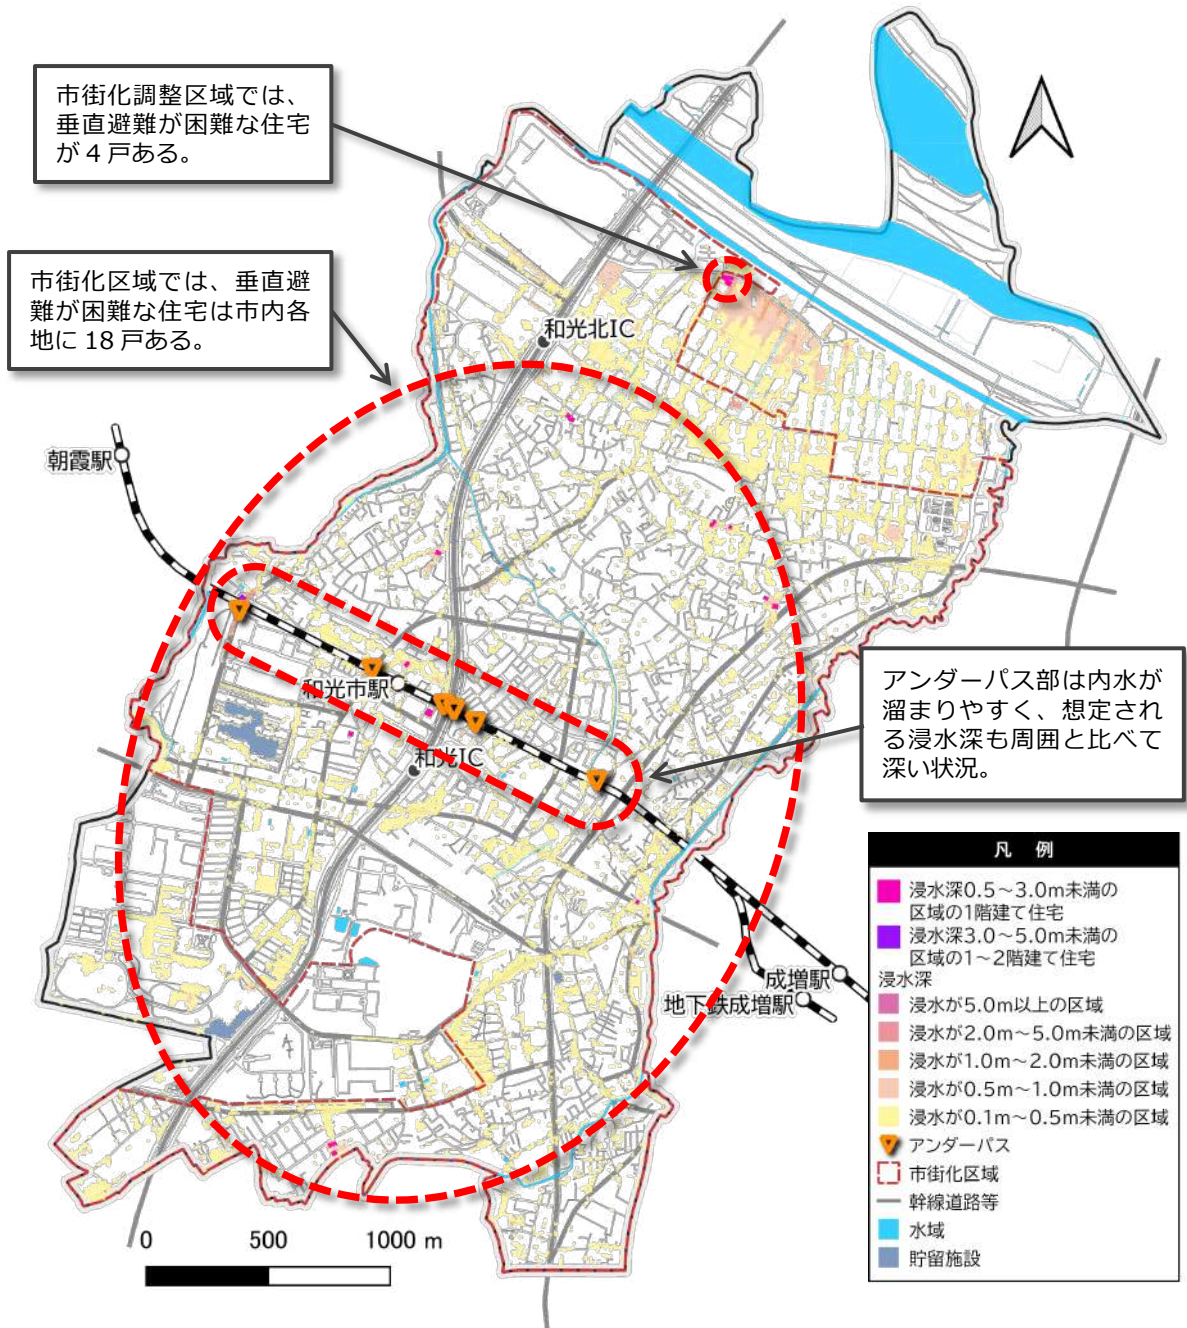 市街化調整区域では、
垂直避難が困難な住宅
が4戸ある。
市街化区域では、垂直避
難が困難な住宅は市内各
地に18戸ある。
和光北IC
朝霞駅
和光市駅
和光IC
アンダーパス部は内水が
溜まりやすく、想定され
る浸水深も周囲と比べて
深い状況。
成増駅
地下鉄成増駅
凡 例
浸水深0.5～3.0m未満の
区域の1階建て住宅
浸水深3.0～5.0m未満の
区域の1～2階建て住宅
浸水深
浸水が5.0m以上の区域
浸水が2.0m～5.0m未満の区域
浸水が1.0m～2.0m未満の区域
浸水が0.5m～1.0m未満の区域
浸水が0.1m～0.5m未満の区域
アンダーパス
市街化区域
幹線道路等
水域
貯留施設
0 500 1000 m